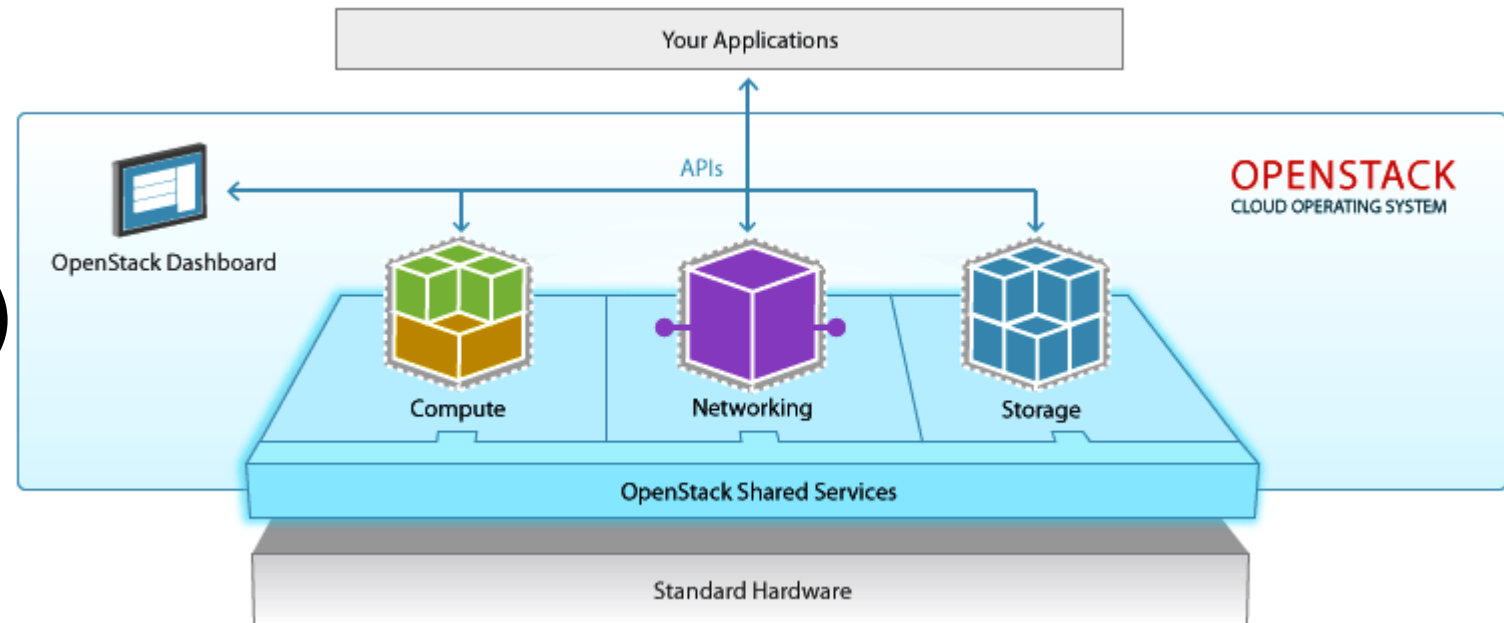 Your Applications
APIs
OPENSTACK
CLOUD OPERATING SYSTEM
OpenStack Dashboard
Compute
Networking
Storage
OpenStack Shared Services
Standard Hardware